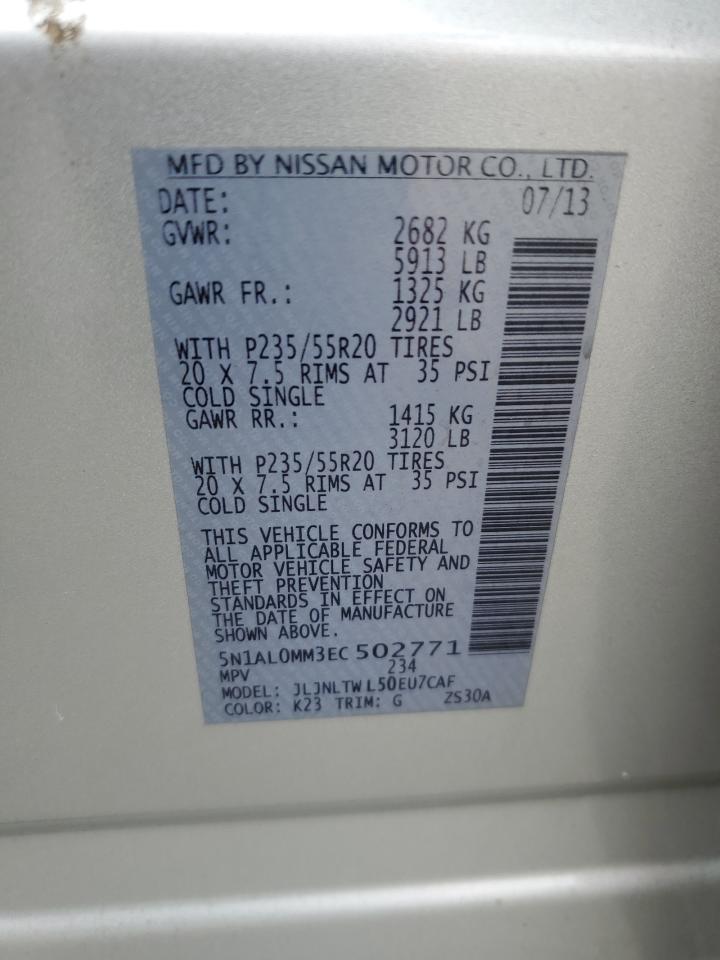 MFD BY NISSAN MOTOR CO., LTD.
DATE: 07/13
GVWR: 2682 KG
5913 LB
GAWR FR.: 1325 KG
2921 LB
WITH P235/55R20 TIRES
20 X 7.5 RIMS AT 35 PSI
COLD SINGLE
GAWR RR.: 1415 KG
3120 LB
WITH P235/55R20 TIRES
20 X 7.5 RIMS AT 35 PSI
COLD SINGLE
THIS VEHICLE CONFORMS TO
ALL APPLICABLE FEDERAL
MOTOR VEHICLE SAFETY AND
THEFT PREVENTION
STANDARDS IN EFFECT ON
THE DATE OF MANUFACTURE
SHOWN ABOVE.
5N1AL0MM3EC 502771
MPV 234
MODEL: JLJNLTW L50EU7CAF
COLOR: K23 TRIM: G ZS30A